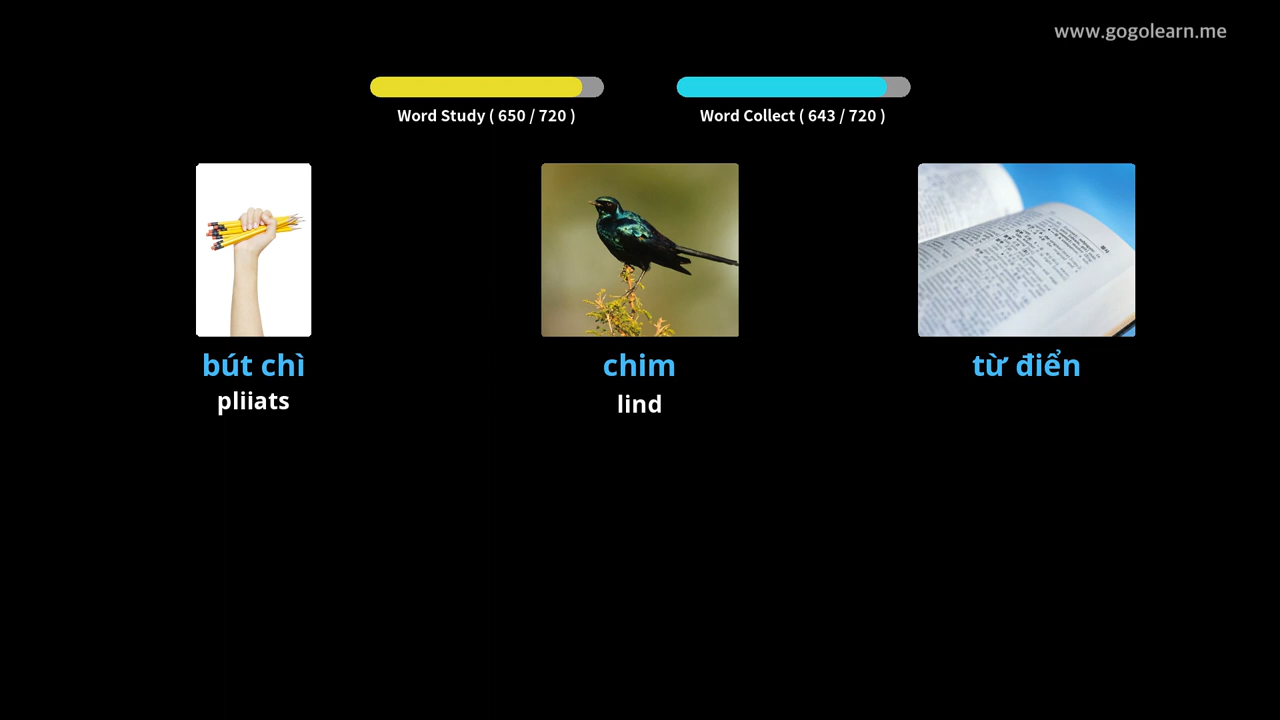 www.gogolearn.me
Word Study ( 650 / 720 )
Word Collect ( 643 / 720 )
bút chì
pliiats
chim
lind
từ điển